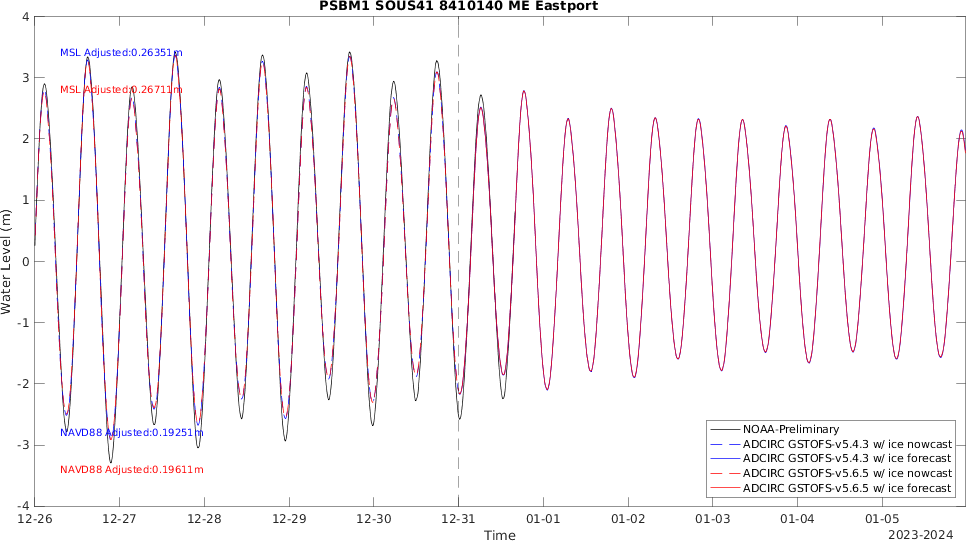 PSBM1 SOUS41 8410140 ME Eastport
4
3
2
1
0
-1
-2
-3
-4
Water Level (m)
MSL Adjusted:0.26351m
MSL Adjusted:0.26711m
NAVD88 Adjusted:0.19251m
NAVD88 Adjusted:0.19611m
NOAA-Preliminary
ADCIRC GSTOFS-v5.4.3 w/ ice nowcast
ADCIRC GSTOFS-v5.4.3 w/ ice forecast
ADCIRC GSTOFS-v5.6.5 w/ ice nowcast
ADCIRC GSTOFS-v5.6.5 w/ ice forecast
12-26 12-27 12-28 12-29 12-30 12-31 01-01 01-02 01-03 01-04 01-05
Time
2023-2024